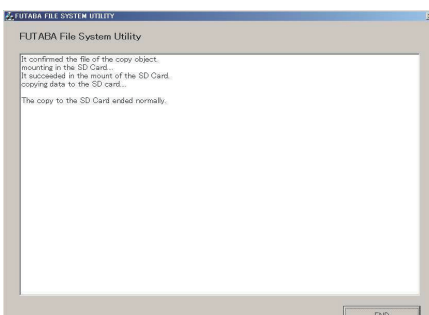 FUTABA FILE SYSTEM UTILITY
FUTABA File System Utility
It confirmed the file of the copy object.
mounting in the SD Card...
It succeeded in the mount of the SD Card.
copying data to the SD card...
The copy to the SD Card ended normally.
END